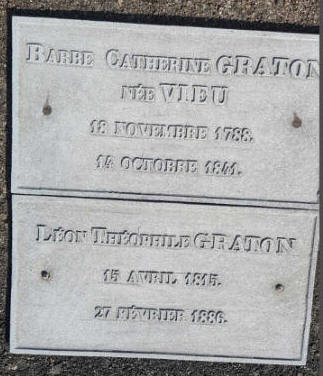 BARBE CATHERINE GRATON
NÉE VIEU
18 NOVEMBRE 1788.
14 OCTOBRE 1841.
LÉON THÉOPHILE GRATON
15 AVRIL 1815.
27 FÉVRIER 1886.